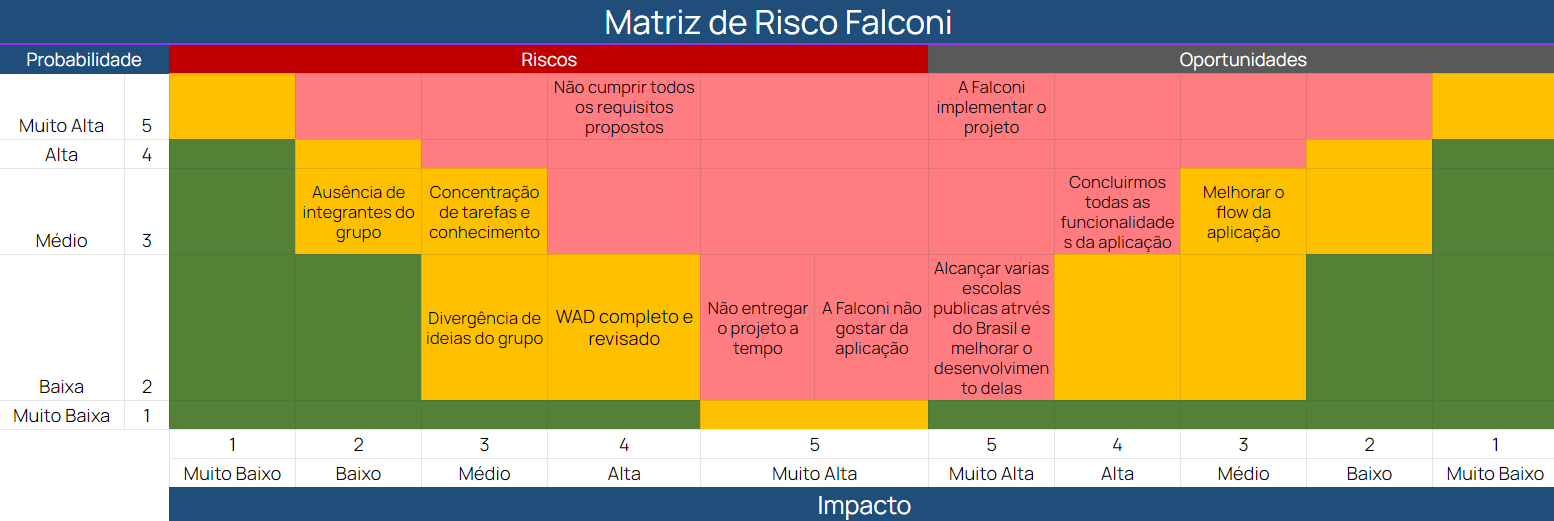 Matriz de Risco Falconi
Probabilidade
Riscos
Oportunidades
Muito Alta 5
Não cumprir todos
os requisitos
propostos
A Falconi
implementar o
projeto
Alta 4
Médio 3
Ausência de
integrantes do
grupo
Concentração
de tarefas e
conhecimento
Concluirmos
todas as
funcionalidade
s da aplicação
Melhorar o
flow da
aplicação
Baixa 2
Divergência de
ideias do grupo
WAD completo e
revisado
Não entregar
o projeto a
tempo
A Falconi não
gostar da
aplicação
Alcançar varias
escolas
publicas atrvés
do Brasil e
melhorar o
desenvolvimen
to delas
Muito Baixa 1
1 2 3 4 5 5 4 3 2 1
Muito Baixo Baixo Médio Alta Muito Alta Muito Alta Alta Médio Baixo Muito Baixo
Impacto